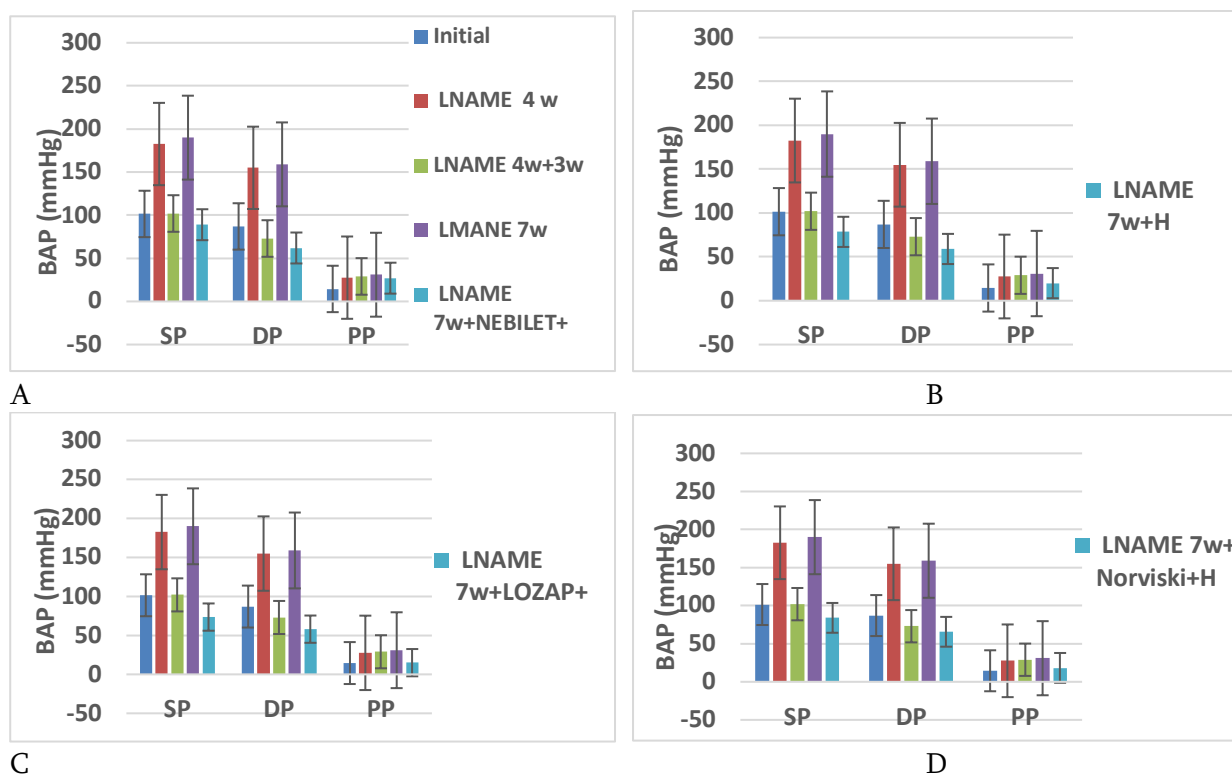 300
250
200
150
100
50
0
-50
BAP (mmHg)
SP DP PP
Initial
LNAME 4 w
LNAME 4w+3w
LMANE 7w
LNAME
7w+NEBILET+
A
300
250
200
150
100
50
0
-50
BAP (mmHg)
SP DP PP
LNAME
7w+H
B
300
250
200
150
100
50
0
-50
BAP (mmHg)
SP DP PP
LNAME
7w+LOZAP+
C
300
250
200
150
100
50
0
-50
BAP (mmHg)
SP DP PP
LNAME 7w+
Norviski+H
D